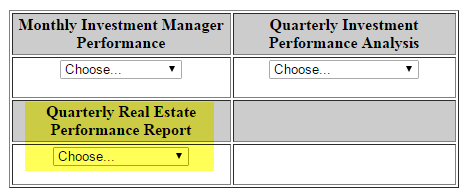 Monthly Investment Manager
Performance
Quarterly Investment
Performance Analysis
Choose...
Choose...
Quarterly Real Estate
Performance Report
Choose...